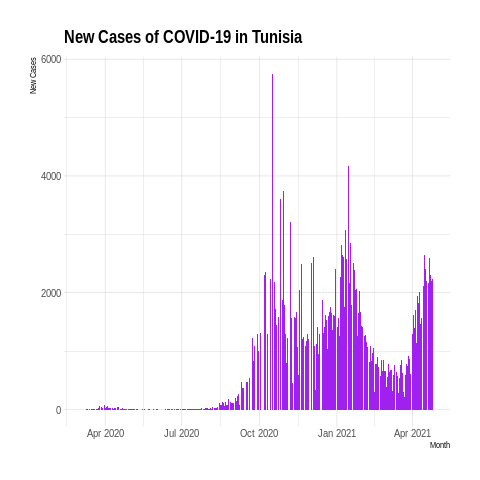 New Cases of COVID-19 in Tunisia
New Cases
6000
4000
2000
0
Apr 2020 Jul 2020 Oct 2020 Jan 2021 Apr 2021
Month